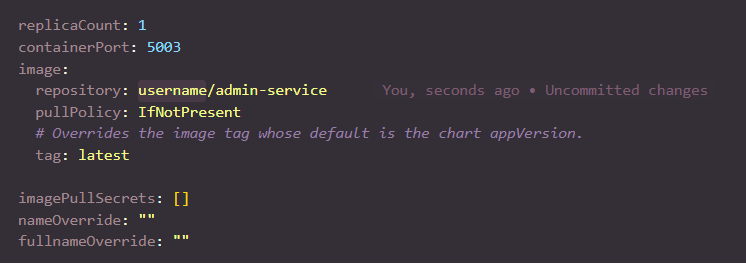 replicaCount: 1
containerPort: 5003
image:
  repository: username/admin-service You, seconds ago • Uncommitted changes
  pullPolicy: IfNotPresent
  # Overrides the image tag whose default is the chart appVersion.
  tag: latest
imagePullSecrets: []
nameOverride: ""
fullnameOverride: ""